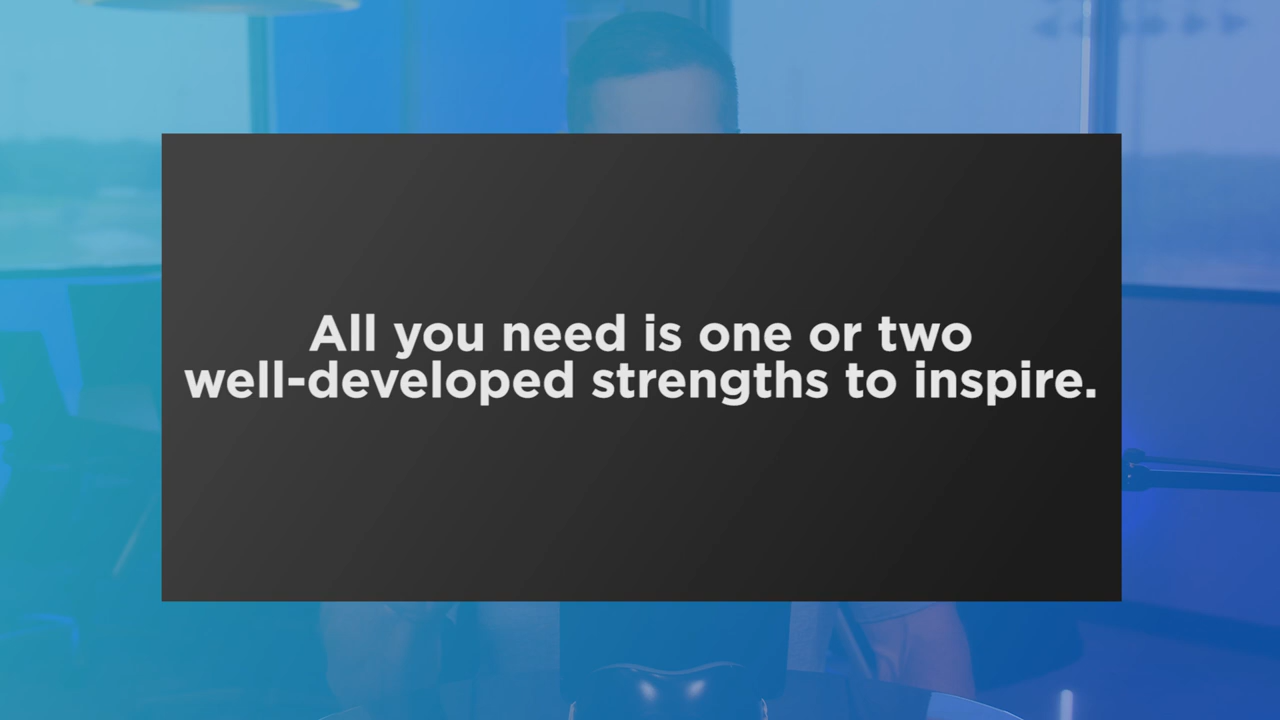 All you need is one or two
well-developed strengths to inspire.